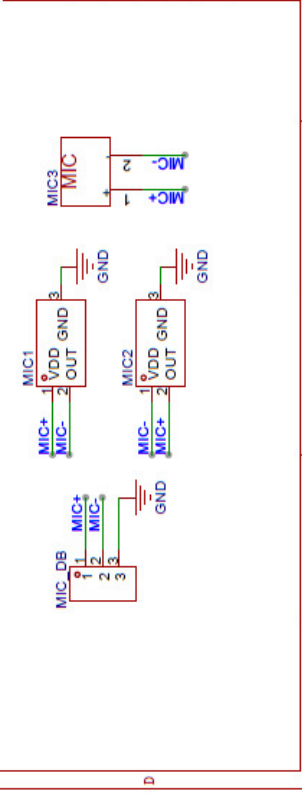 MIC3
MIC
- 2 MIC-
+ 1 MIC+
MIC1
MIC+ 1 VDD
MIC- 2 OUT
GND 3
GND
MIC2
MIC- 1 VDD
MIC+ 2 OUT
GND 3
GND
MIC_DB
1 1 MIC+
2 2 MIC-
3 3
GND
D